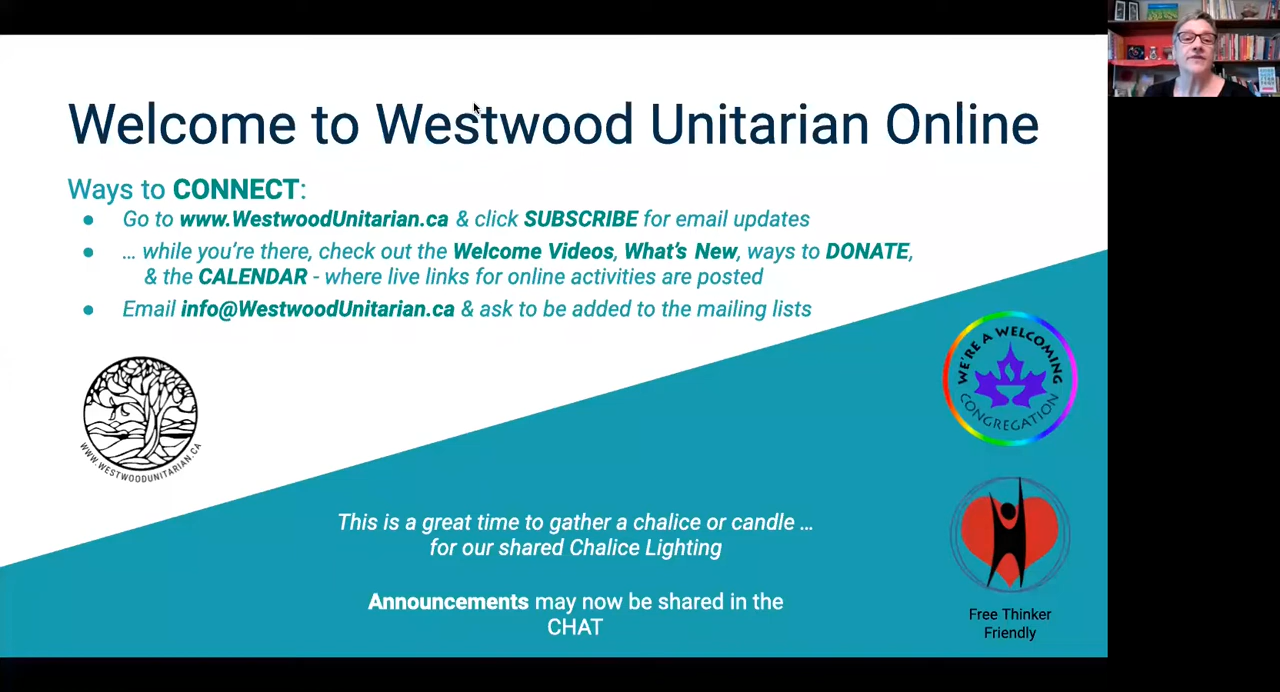 Welcome to Westwood Unitarian Online
Ways to CONNECT:
● Go to www.WestwoodUnitarian.ca & click SUBSCRIBE for email updates
● … while you're there, check out the Welcome Videos, What's New, ways to DONATE,
& the CALENDAR - where live links for online activities are posted
● Email info@WestwoodUnitarian.ca & ask to be added to the mailing lists
WWW.WESTWOODUNITARIAN.CA
WE'RE A WELCOMING
CONGREGATION
This is a great time to gather a chalice or candle …
for our shared Chalice Lighting
Announcements may now be shared in the
CHAT
Free Thinker
Friendly